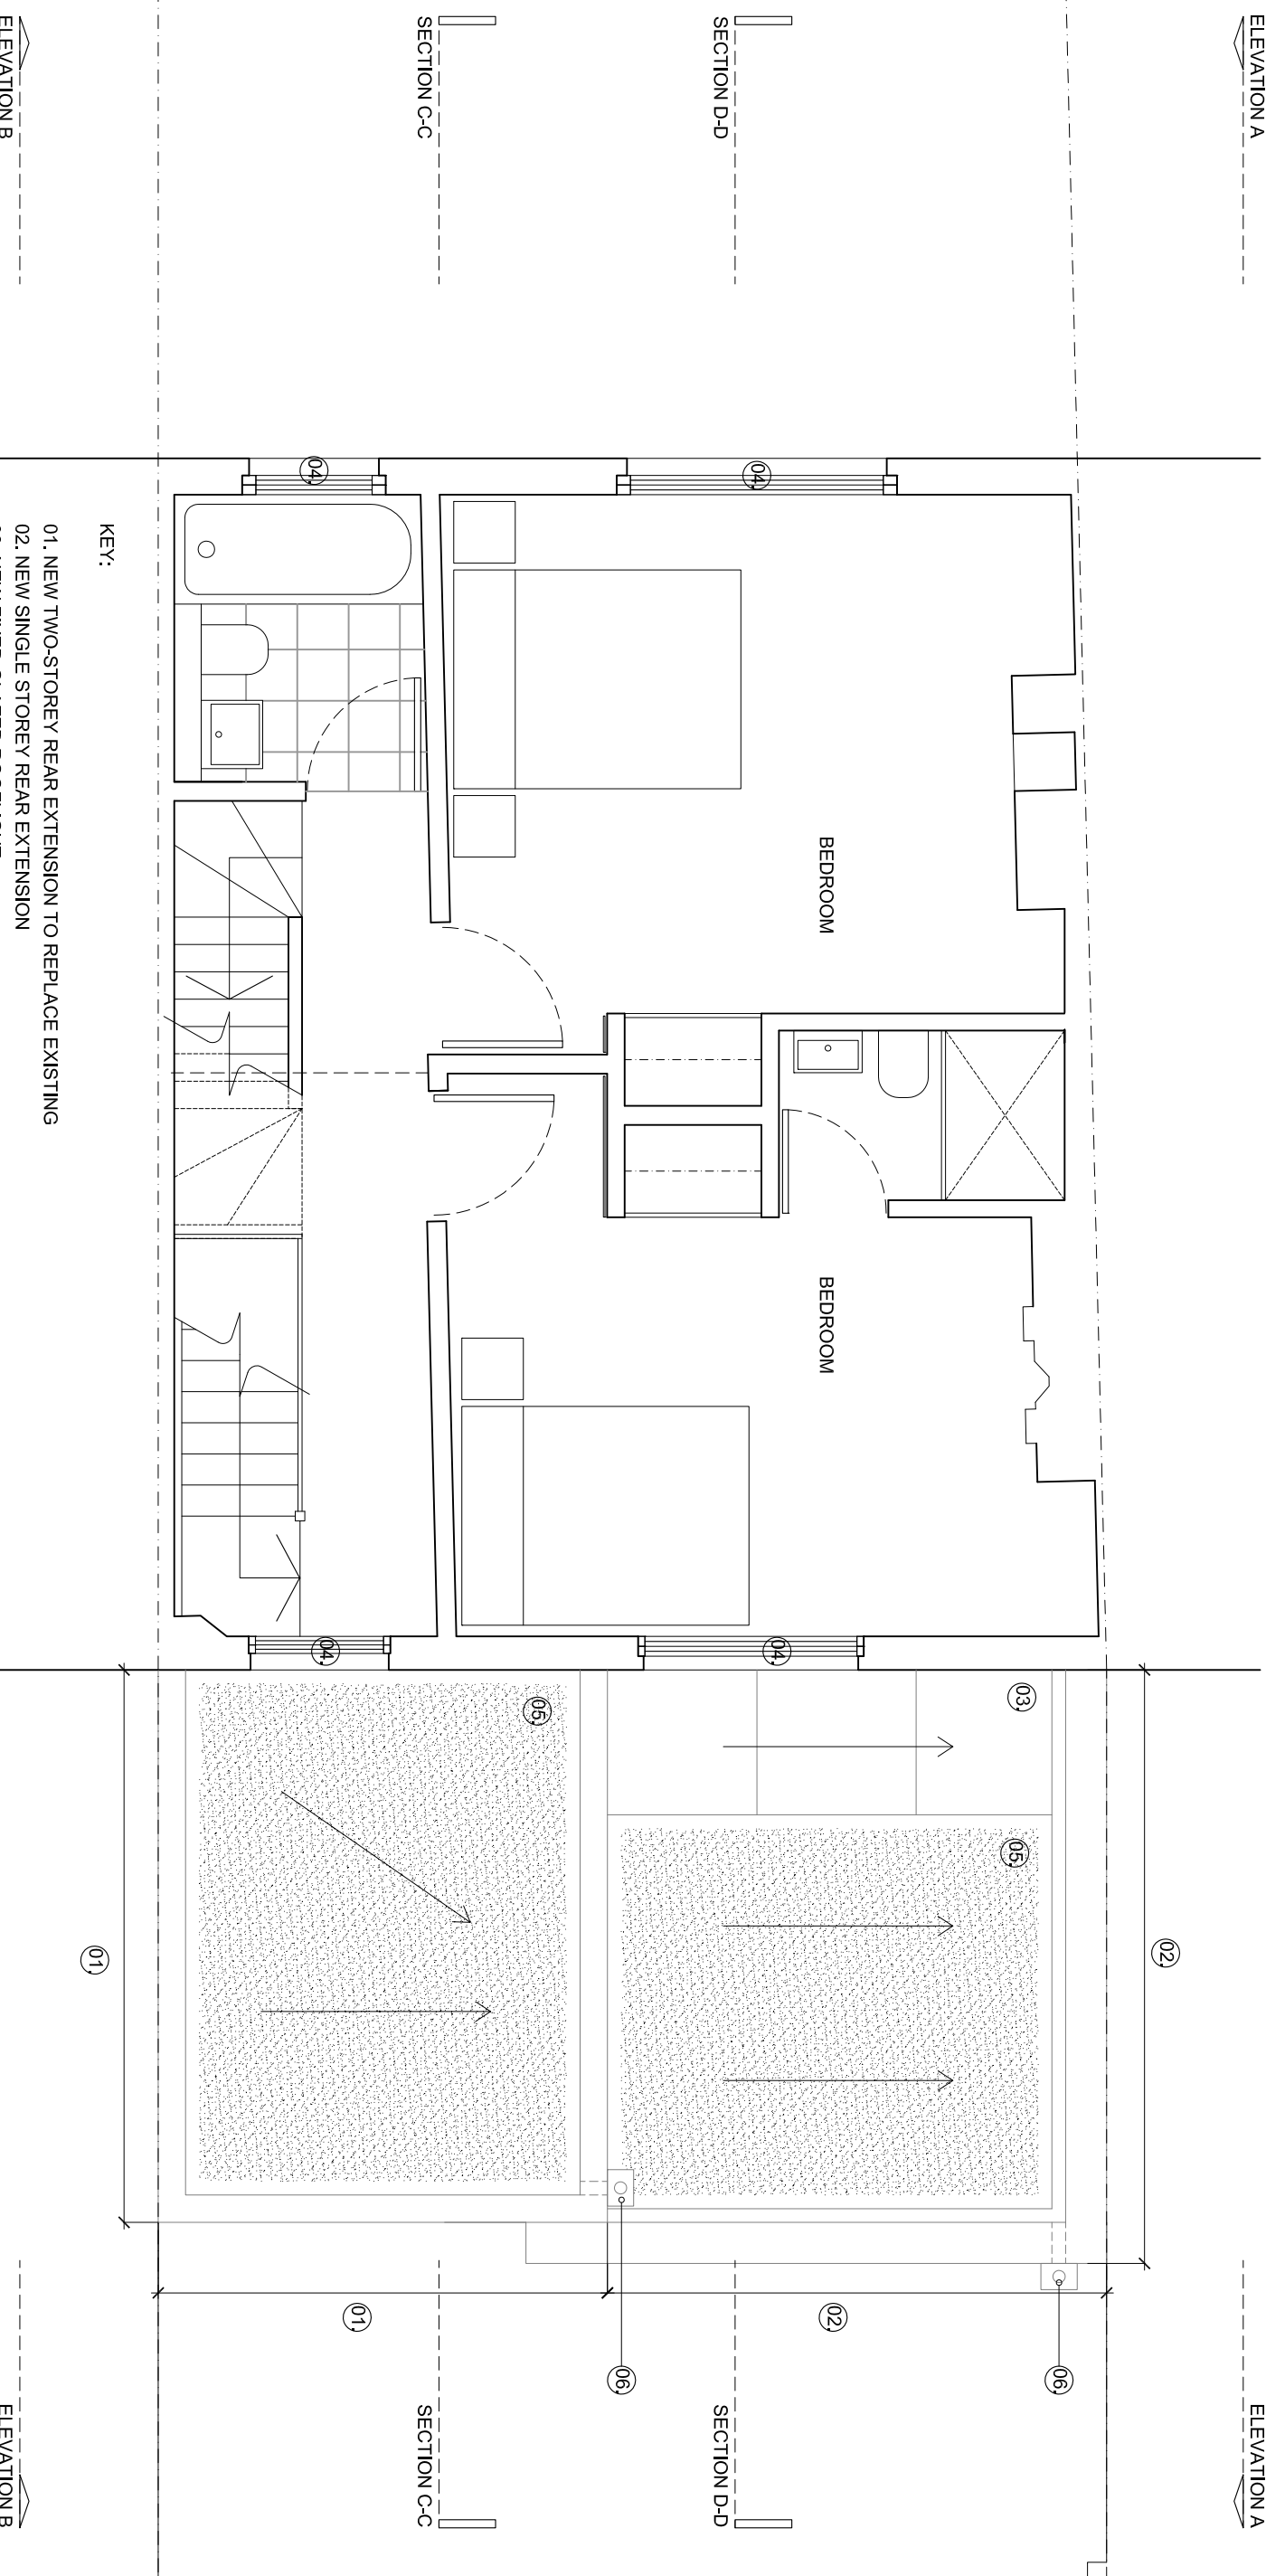 ELEVATION A
ELEVATION A
SECTION D-D
SECTION D-D
SECTION C-C
SECTION C-C
ELEVATION B
ELEVATION B
02.
06.
03.
05.
04.
BEDROOM
BEDROOM
04.
02.
06.
05.
04.
04.
01.
01.
KEY:
01. NEW TWO-STOREY REAR EXTENSION TO REPLACE EXISTING
02. NEW SINGLE STOREY REAR EXTENSION